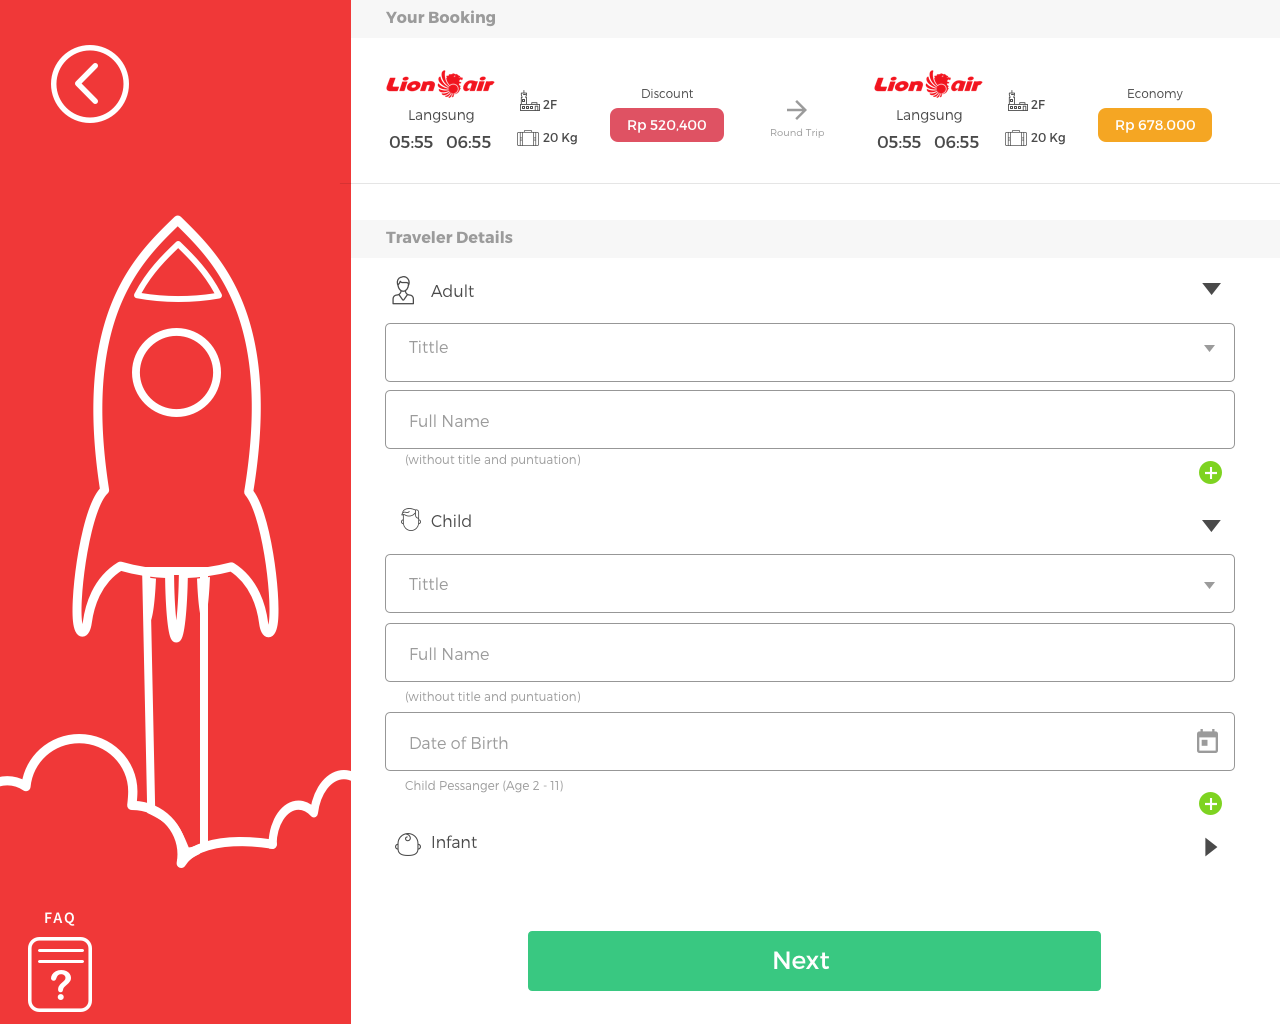 Your Booking
Lion air
Langsung
05:55 06:55
2F
20 Kg
Discount
Rp 520,400
Round Trip
Lion air
Langsung
05:55 06:55
2F
20 Kg
Economy
Rp 678.000
Traveler Details
Adult
Tittle
Full Name
(without title and puntuation)
Child
Tittle
Full Name
(without title and puntuation)
Date of Birth
Child Pessanger (Age 2 - 11)
Infant
FAQ
?
Next